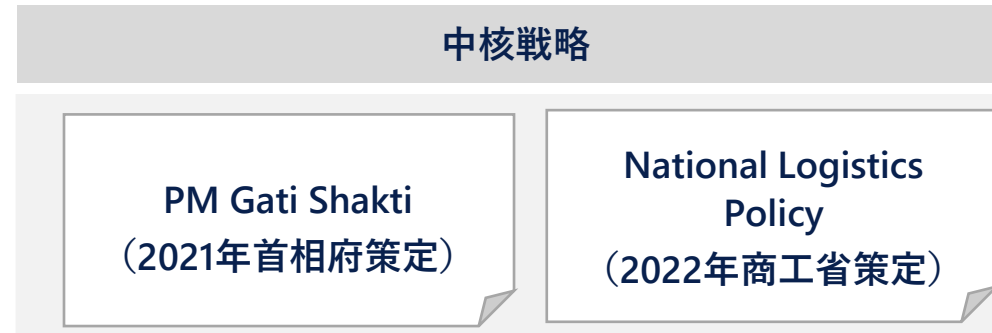 中核戦略
PM Gati Shakti
（2021年首相府策定）
National Logistics
Policy
（2022年商工省策定）